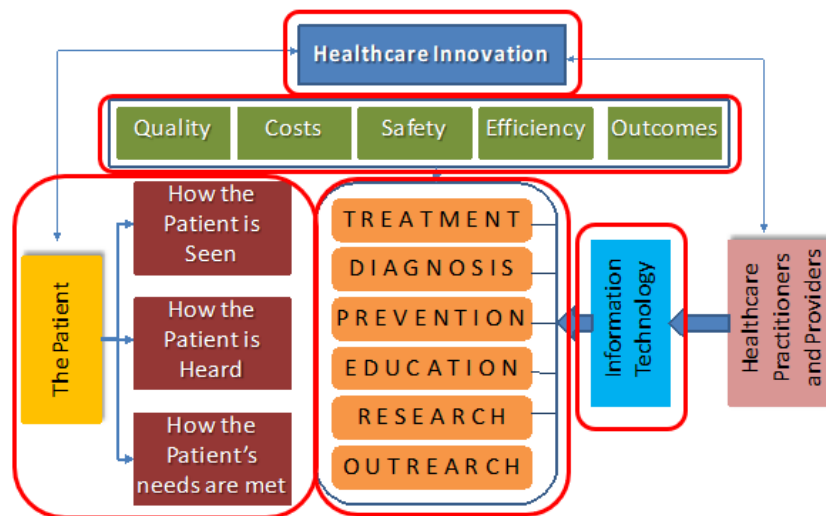 Healthcare Innovation
Quality
Costs
Safety
Efficiency
Outcomes
The Patient
How the
Patient is
Seen
How the
Patient is
Heard
How the
Patient's
needs are met
TREATMENT
DIAGNOSIS
PREVENTION
EDUCATION
RESEARCH
OUTREARCH
Information
Technology
Healthcare
Practitioners
and Providers